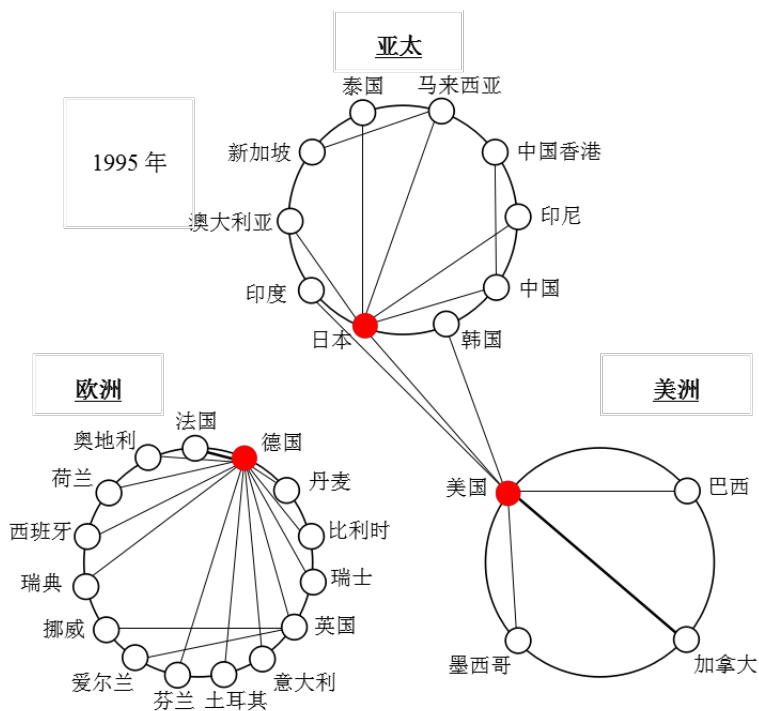 亚太
泰国
马来西亚
1995 年
新加坡
中国香港
澳大利亚
印尼
印度
中国
日本
韩国
欧洲
美洲
法国
奥地利
德国
荷兰
丹麦
美国
巴西
西班牙
比利时
瑞典
瑞士
挪威
英国
爱尔兰
芬兰
土耳其
意大利
墨西哥
加拿大